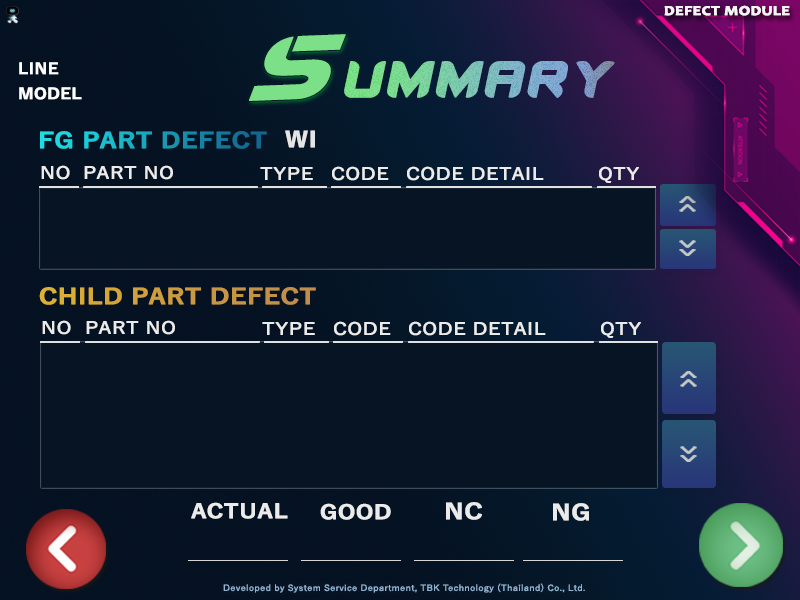 DEFECT MODULE
SUMMARY
LINE
MODEL
FG PART DEFECT WI
NO PART NO TYPE CODE CODE DETAIL QTY
CHILD PART DEFECT
NO PART NO TYPE CODE CODE DETAIL QTY
ACTUAL GOOD NC NG
Developed by System Service Department, TBK Technology (Thailand) Co., Ltd.